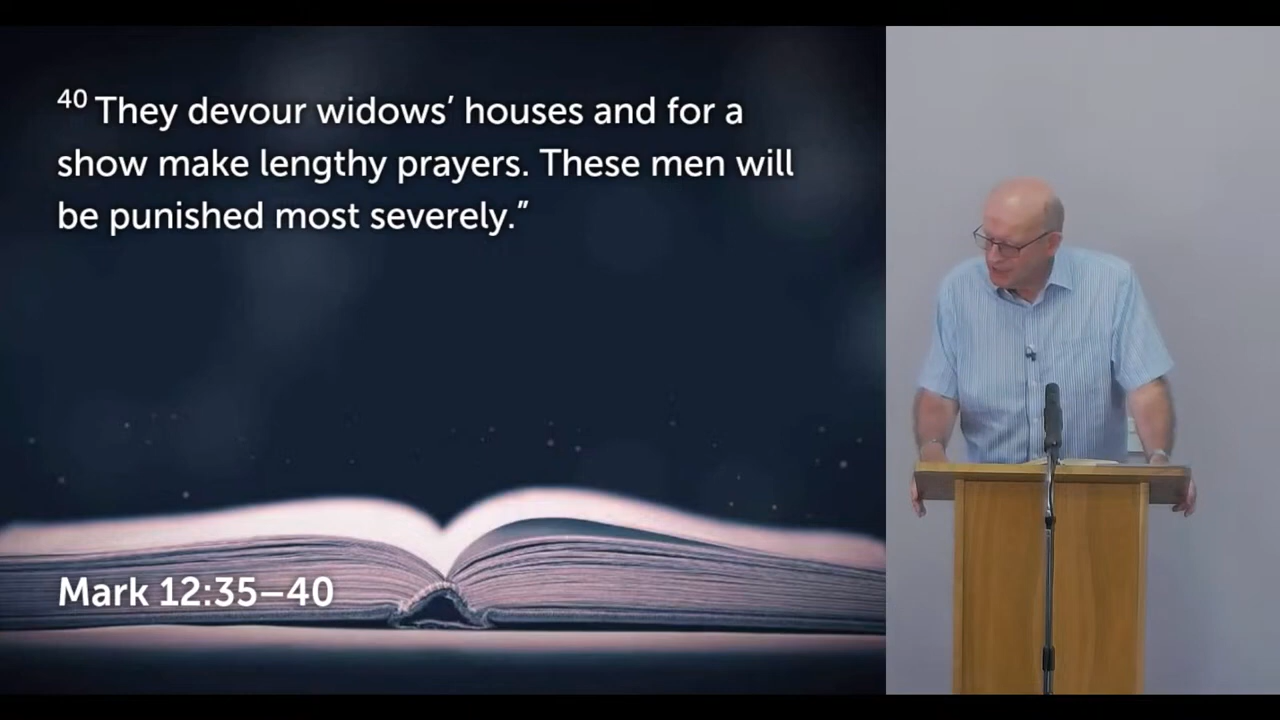 40 They devour widows’ houses and for a
show make lengthy prayers. These men will
be punished most severely.”
Mark 12:35–40